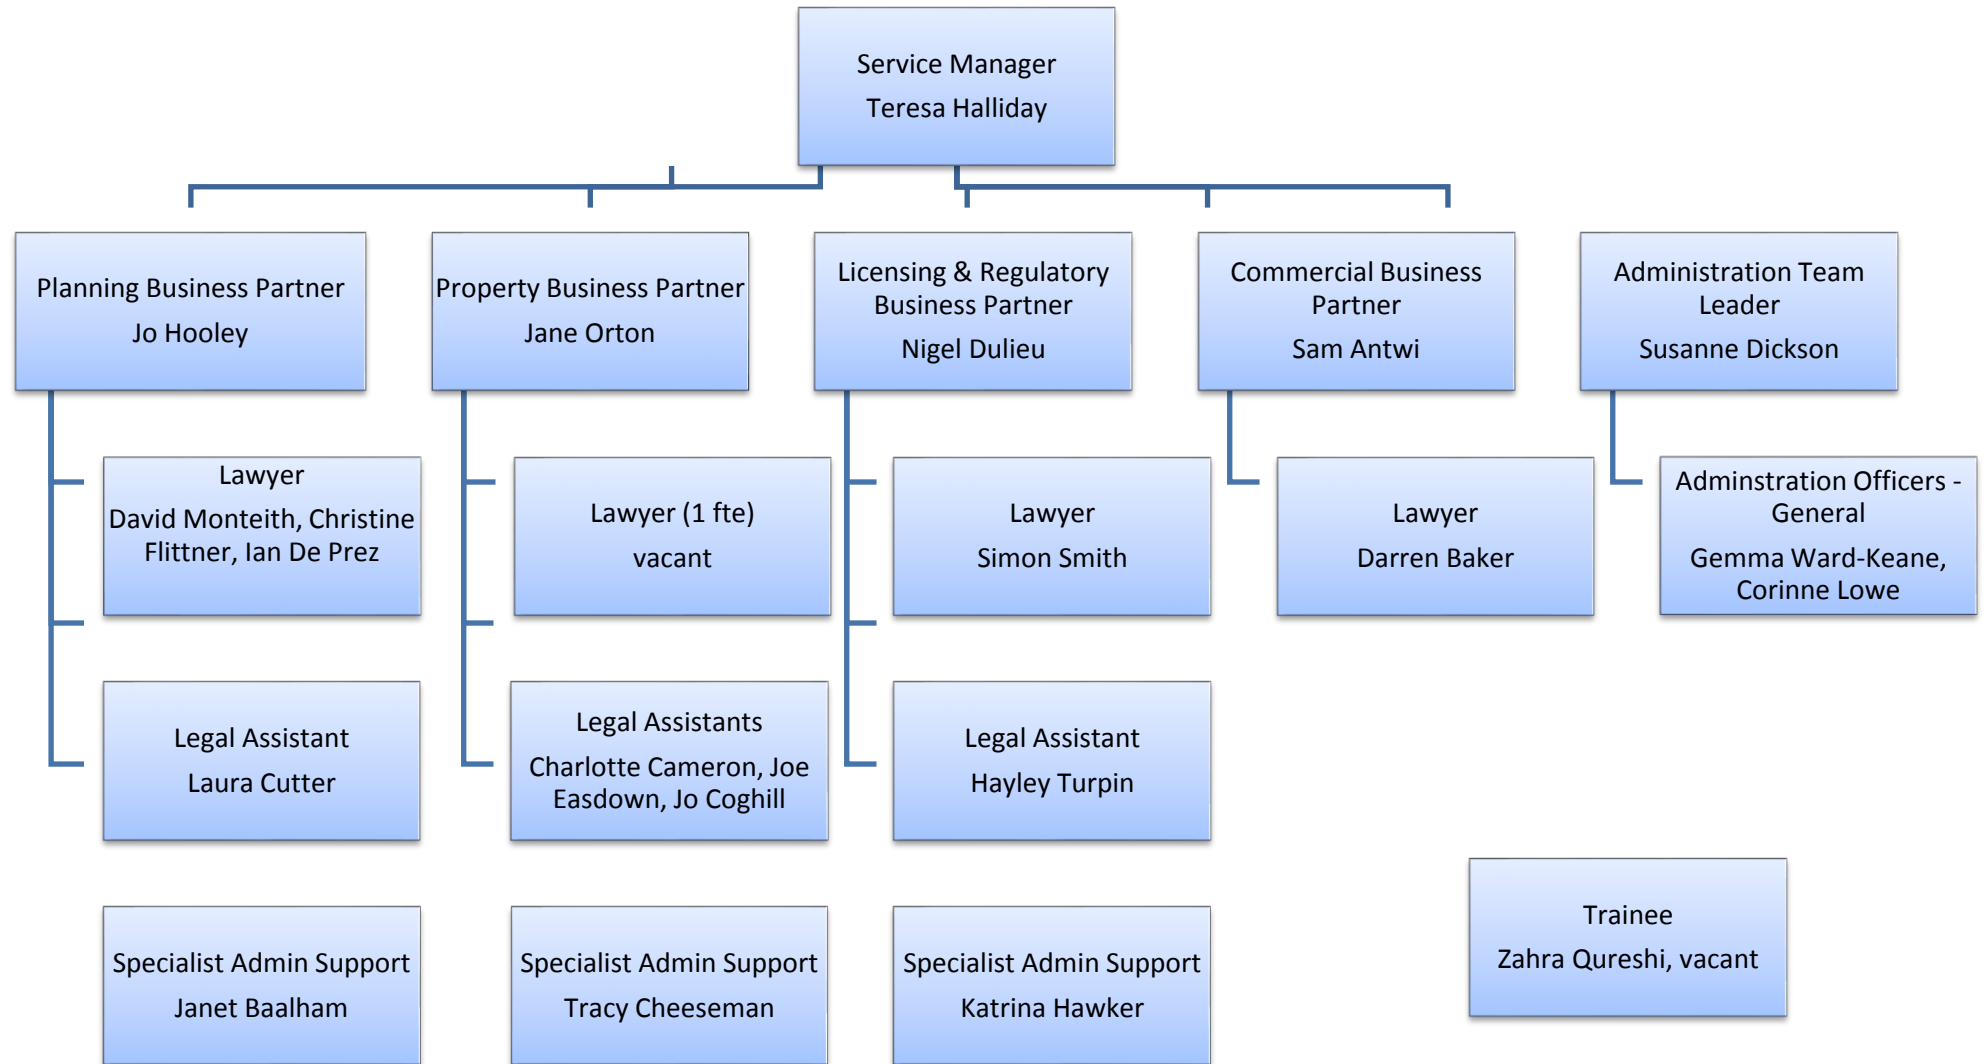 Service Manager
Teresa Halliday
Planning Business Partner
Jo Hooley
Property Business Partner
Jane Orton
Licensing & Regulatory
Business Partner
Nigel Dulieu
Commercial Business
Partner
Sam Antwi
Administration Team
Leader
Susanne Dickson
Lawyer
David Monteith, Christine
Flittner, Ian De Prez
Lawyer (1 fte)
vacant
Lawyer
Simon Smith
Lawyer
Darren Baker
Adminstration Officers -
General
Gemma Ward-Keane,
Corinne Lowe
Legal Assistant
Laura Cutter
Legal Assistants
Charlotte Cameron, Joe
Easdown, Jo Coghill
Legal Assistant
Hayley Turpin
Specialist Admin Support
Janet Baalham
Specialist Admin Support
Tracy Cheeseman
Specialist Admin Support
Katrina Hawker
Trainee
Zahra Qureshi, vacant